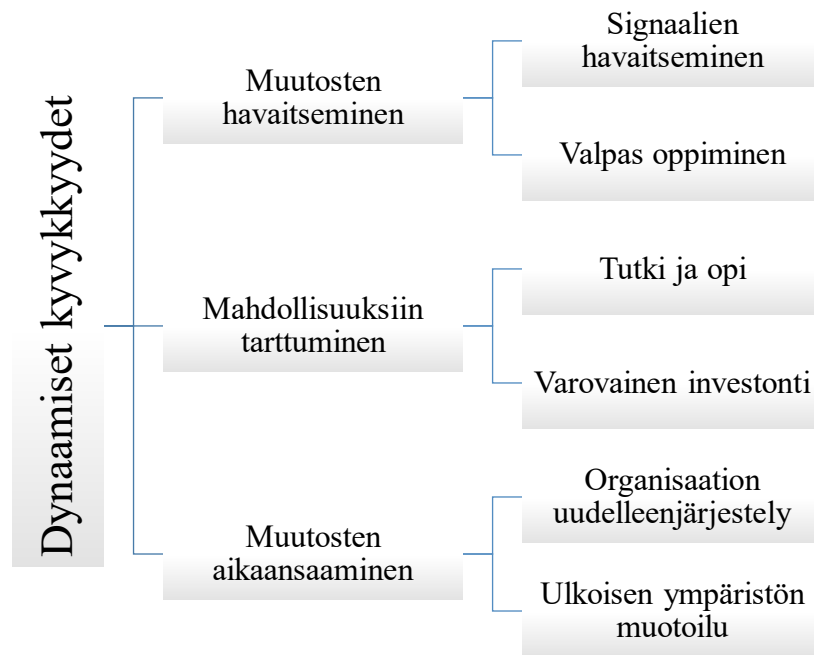 Dynaamiset kyvykkyydet
Muutosten
havaitseminen
Signaalien
havaitseminen
Valpas oppiminen
Mahdollisuuksiin
tarttuminen
Tutki ja opi
Varovainen investonti
Muutosten
aikaansaaminen
Organisaation
uudelleenjärjestely
Ulkoisen ympäristön
muotoilu